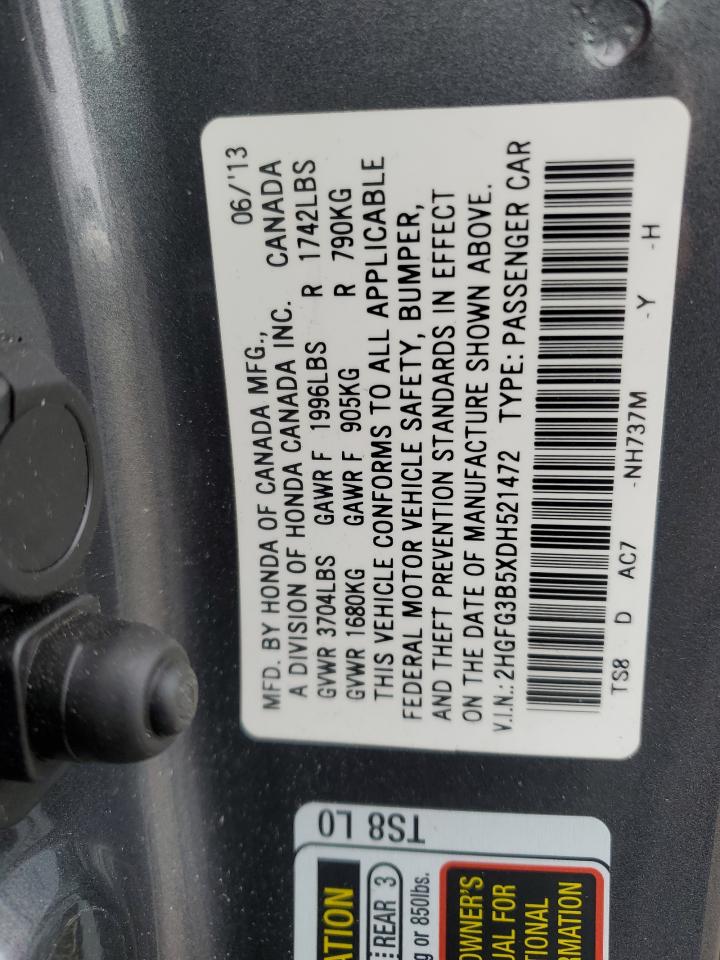 MFD. BY HONDA OF CANADA MFG., 06/'13
A DIVISION OF HONDA CANADA INC. CANADA
GVWR 3704LBS GAWR F 1996LBS R 1742LBS
GVWR 1680KG GAWR F 905KG R 790KG
THIS VEHICLE CONFORMS TO ALL APPLICABLE
FEDERAL MOTOR VEHICLE SAFETY, BUMPER,
AND THEFT PREVENTION STANDARDS IN EFFECT
ON THE DATE OF MANUFACTURE SHOWN ABOVE.
V.I.N.: 2HGFG3B5XDH521472 TYPE: PASSENGER CAR
TS8 D AC7 -NH737M -Y -H
TS8 L0
ATION
REAR 3
g or 850lbs.
OWNER'S
UAL FOR
TIONAL
RMATION